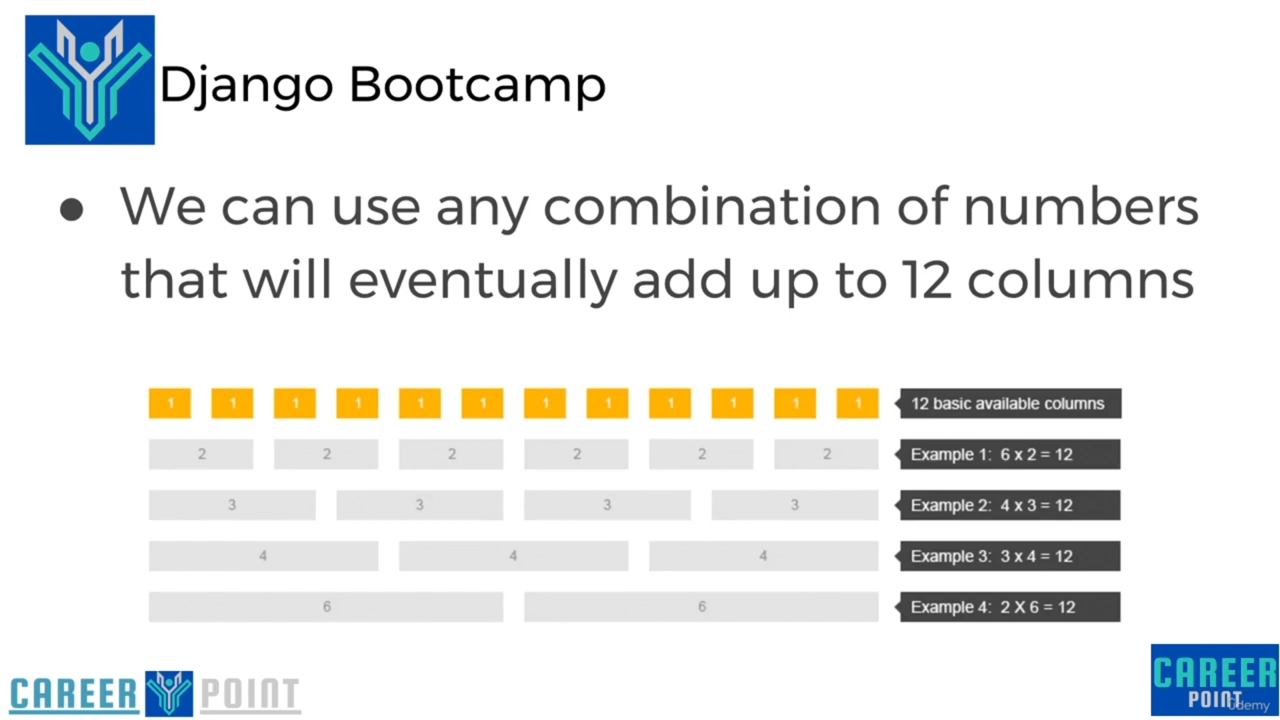 Django Bootcamp
● We can use any combination of numbers
that will eventually add up to 12 columns
1 1 1 1 1 1 1 1 1 1 1 1 12 basic available columns
2 2 2 2 2 2 Example 1: 6 x 2 = 12
3 3 3 3 Example 2: 4 x 3 = 12
4 4 4 Example 3: 3 x 4 = 12
6 6 Example 4: 2 X 6 = 12
CAREER POINT
CAREER
POINT
ûdemy